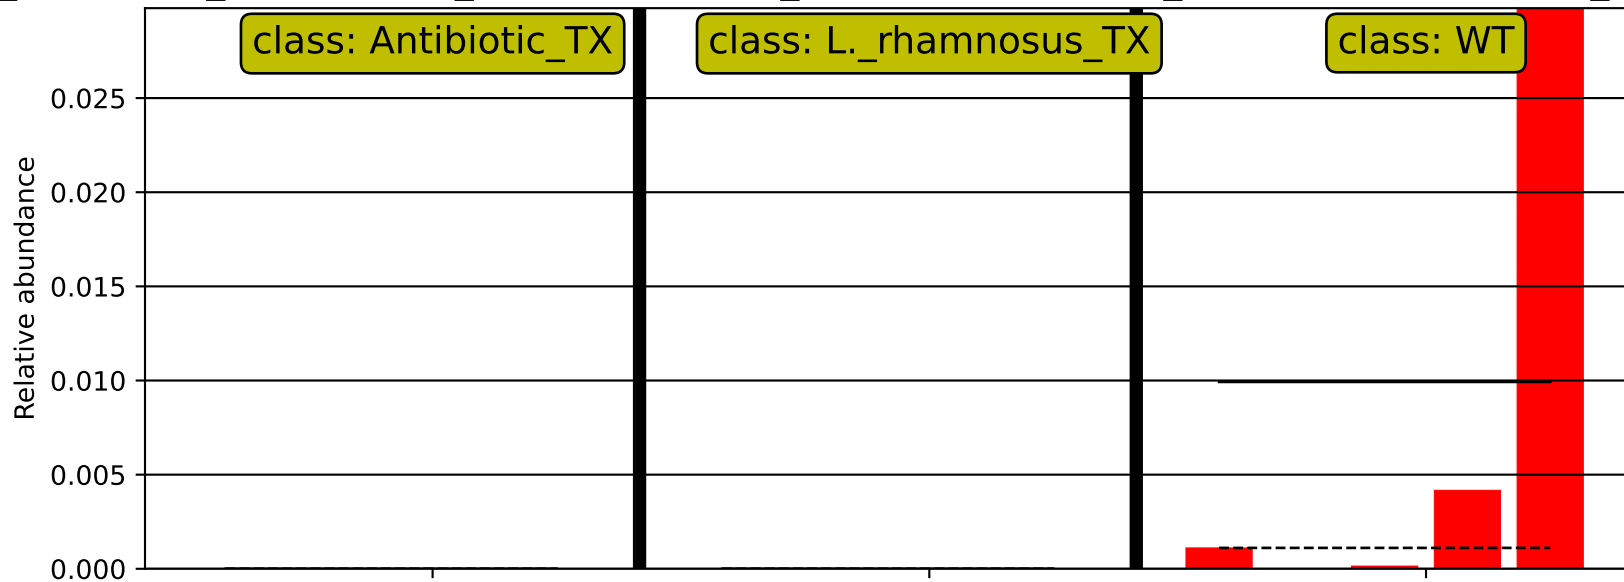 class: Antibiotic_TX
class: L._rhamnosus_TX
class: WT
Relative abundance
0.025
0.020
0.015
0.010
0.005
0.000